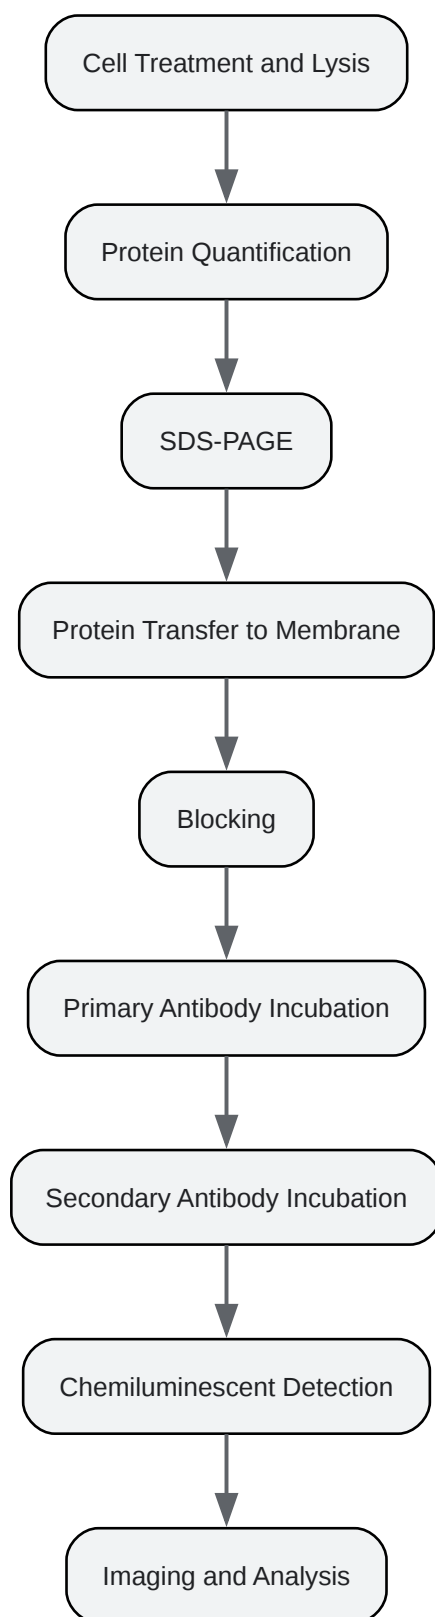 Cell Treatment and Lysis
Protein Quantification
SDS-PAGE
Protein Transfer to Membrane
Blocking
Primary Antibody Incubation
Secondary Antibody Incubation
Chemiluminescent Detection
Imaging and Analysis